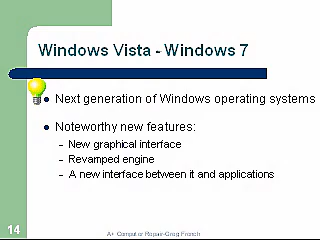 Windows Vista - Windows 7
Next generation of Windows operating systems
Noteworthy new features:
– New graphical interface
– Revamped engine
– A new interface between it and applications
14
A+ Computer Repair-Greg French